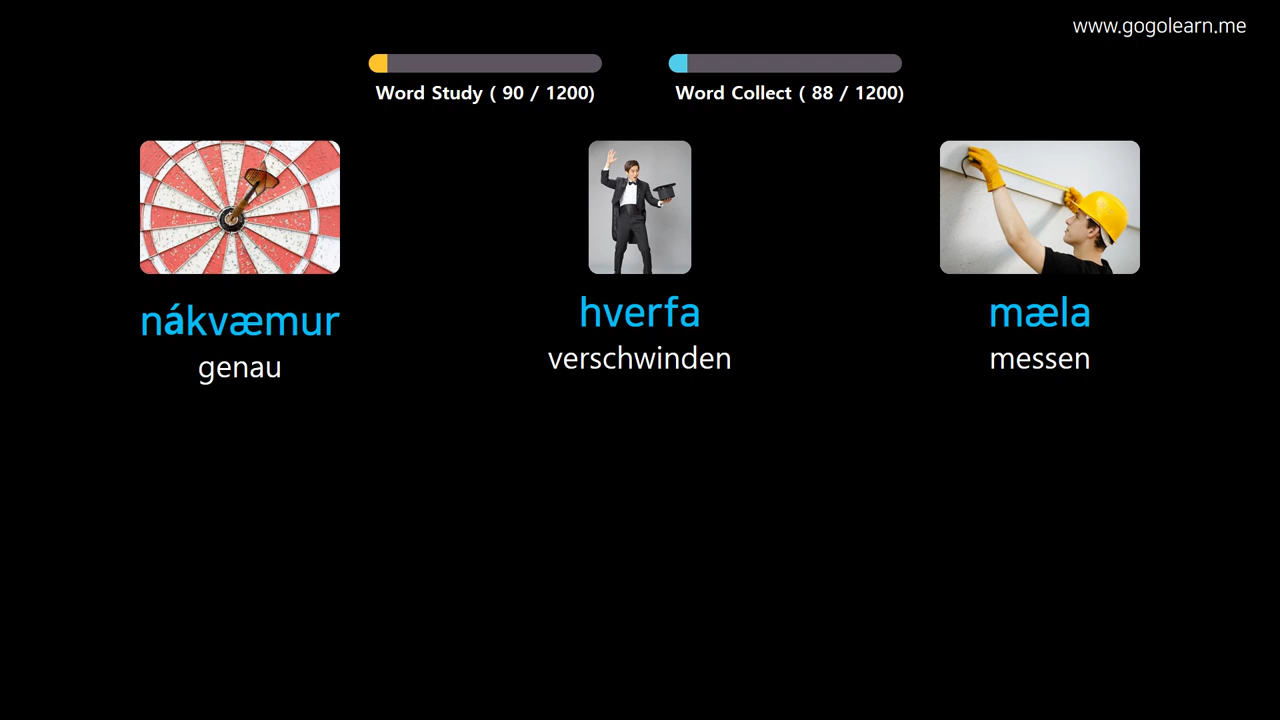 www.gogolearn.me
Word Study ( 90 / 1200)
Word Collect ( 88 / 1200)
nákvæmur
genau
hverfa
verschwinden
mæla
messen